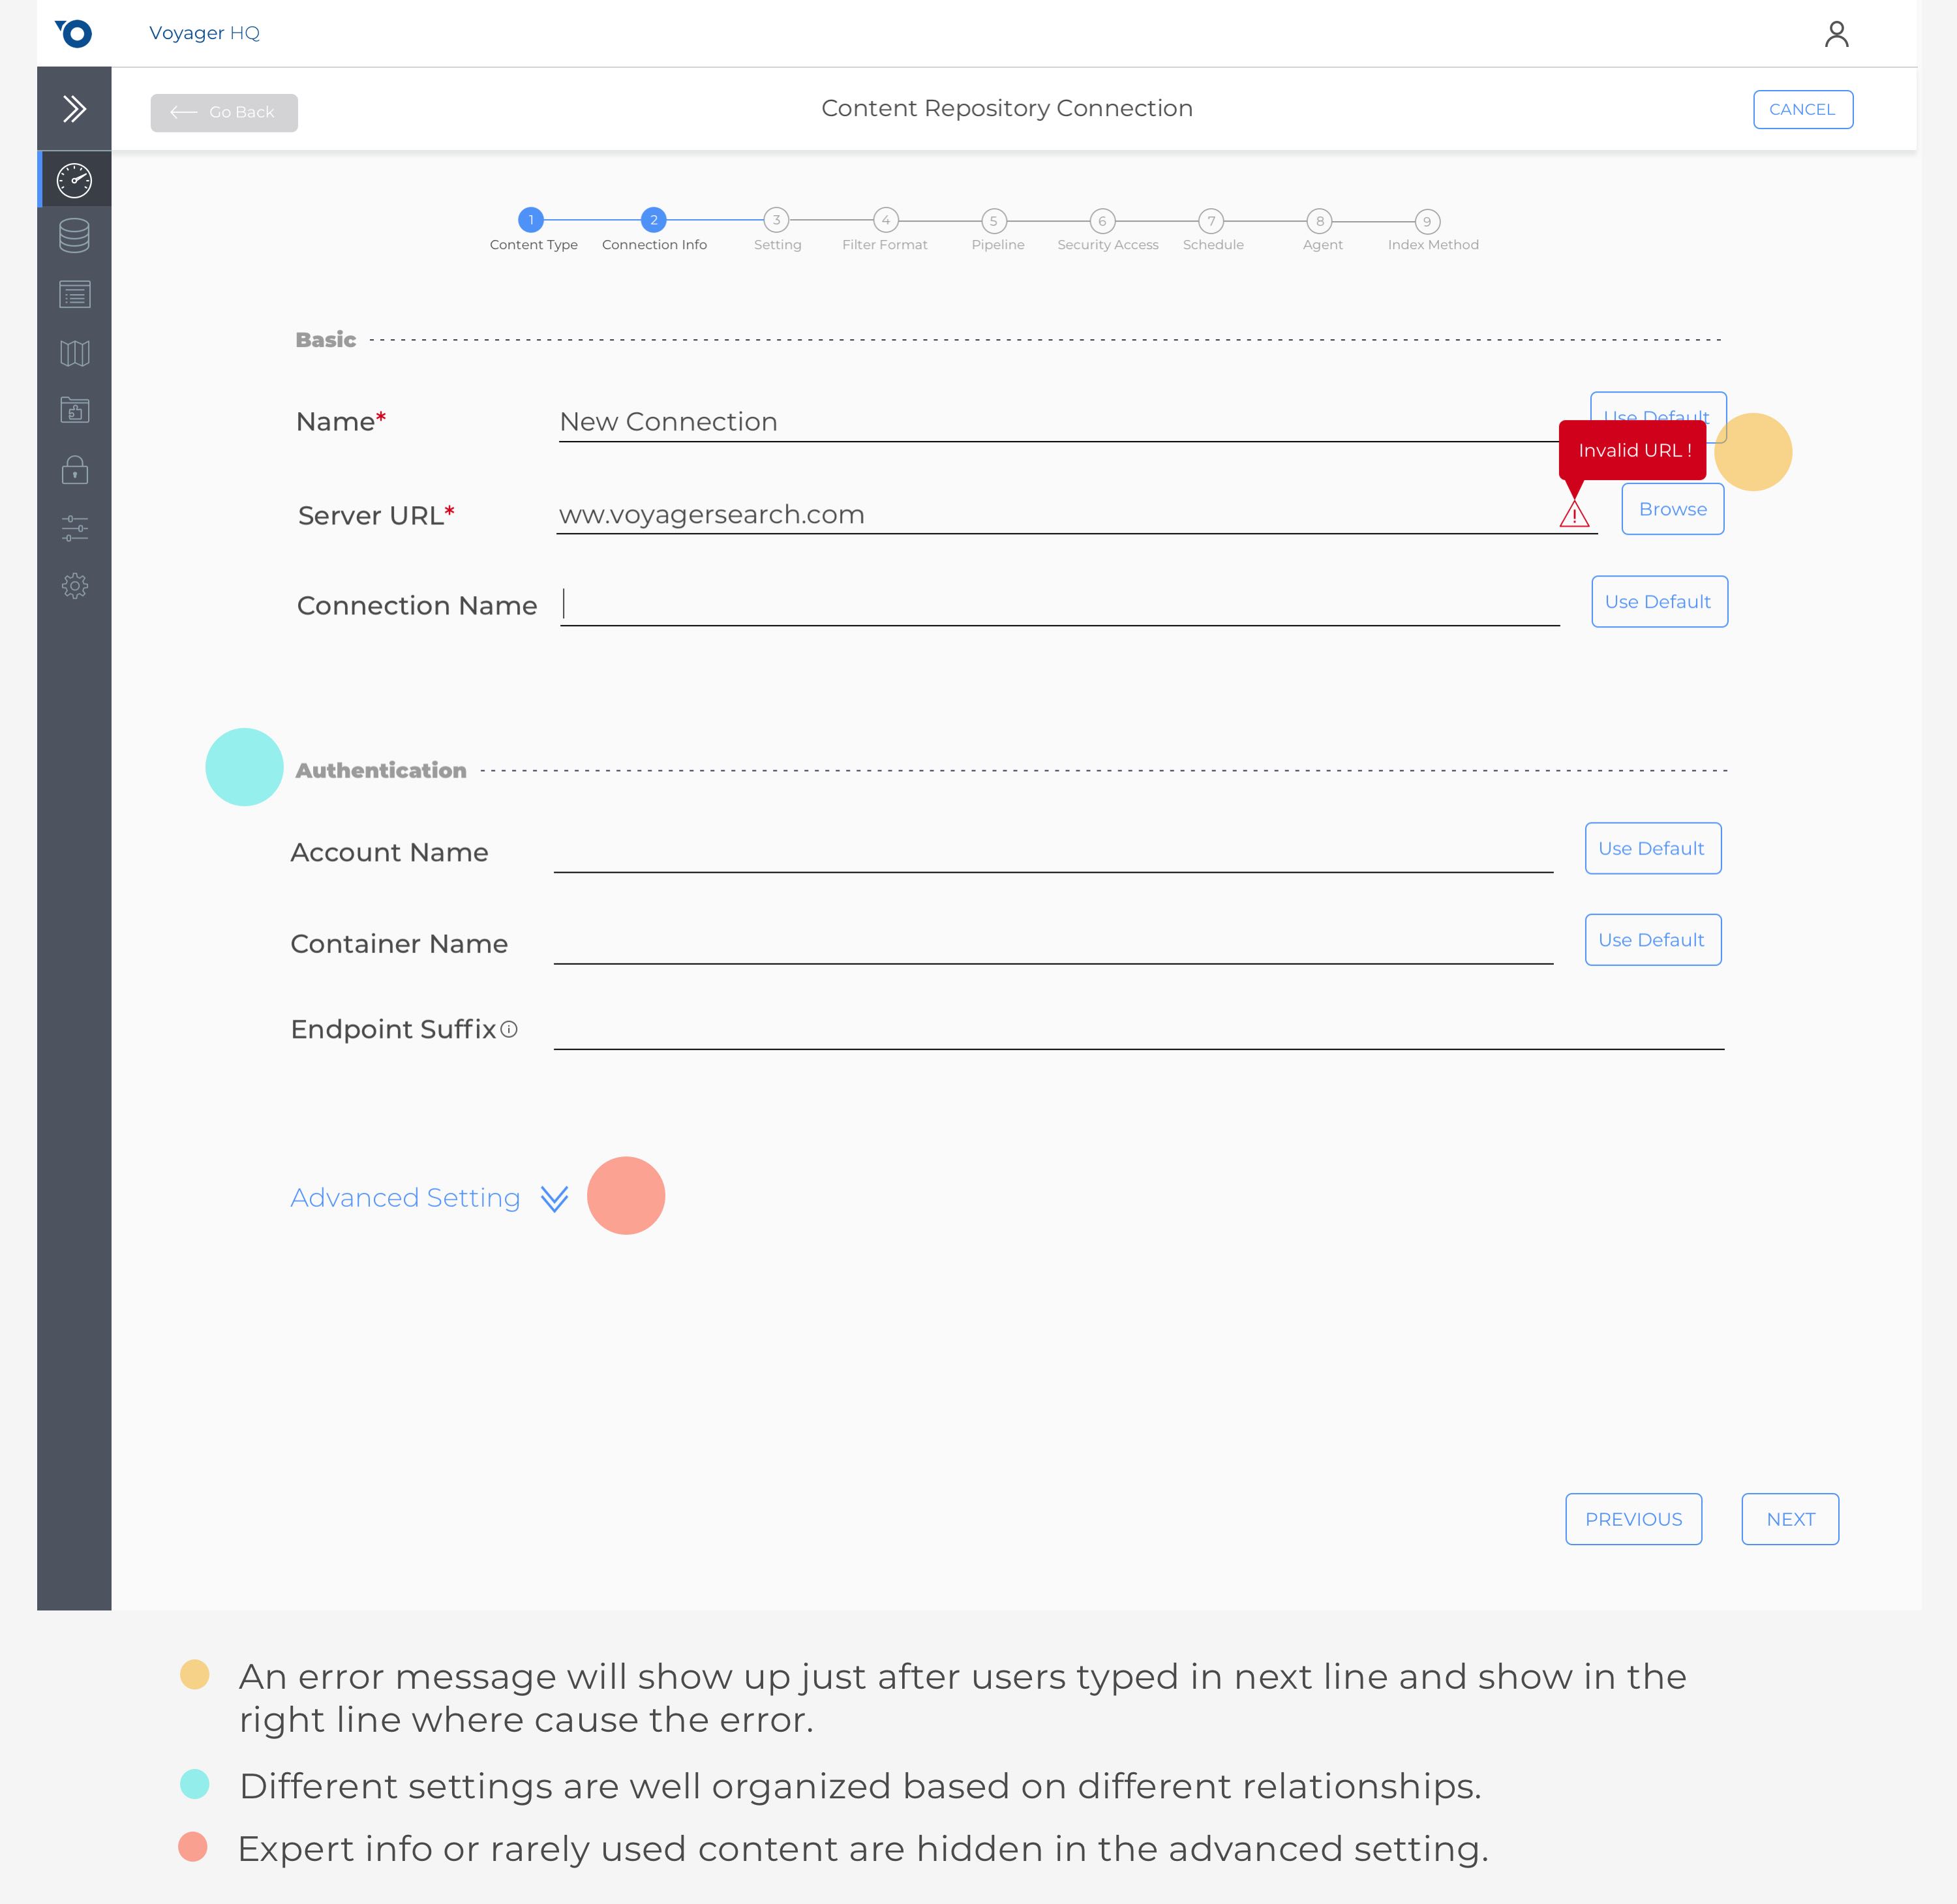 Voyager HQ
Go Back
Content Repository Connection
CANCEL
1 2 3 4 5 6 7 8 9
Content Type Connection Info Setting Filter Format Pipeline Security Access Schedule Agent Index Method
Basic
Name* New Connection Use Default
Invalid URL !
Server URL* ww.voyagersearch.com ! Browse
Connection Name Use Default
Authentication
Account Name Use Default
Container Name Use Default
Endpoint Suffix i
Advanced Setting
PREVIOUS NEXT
An error message will show up just after users typed in next line and show in the
right line where cause the error.
Different settings are well organized based on different relationships.
Expert info or rarely used content are hidden in the advanced setting.